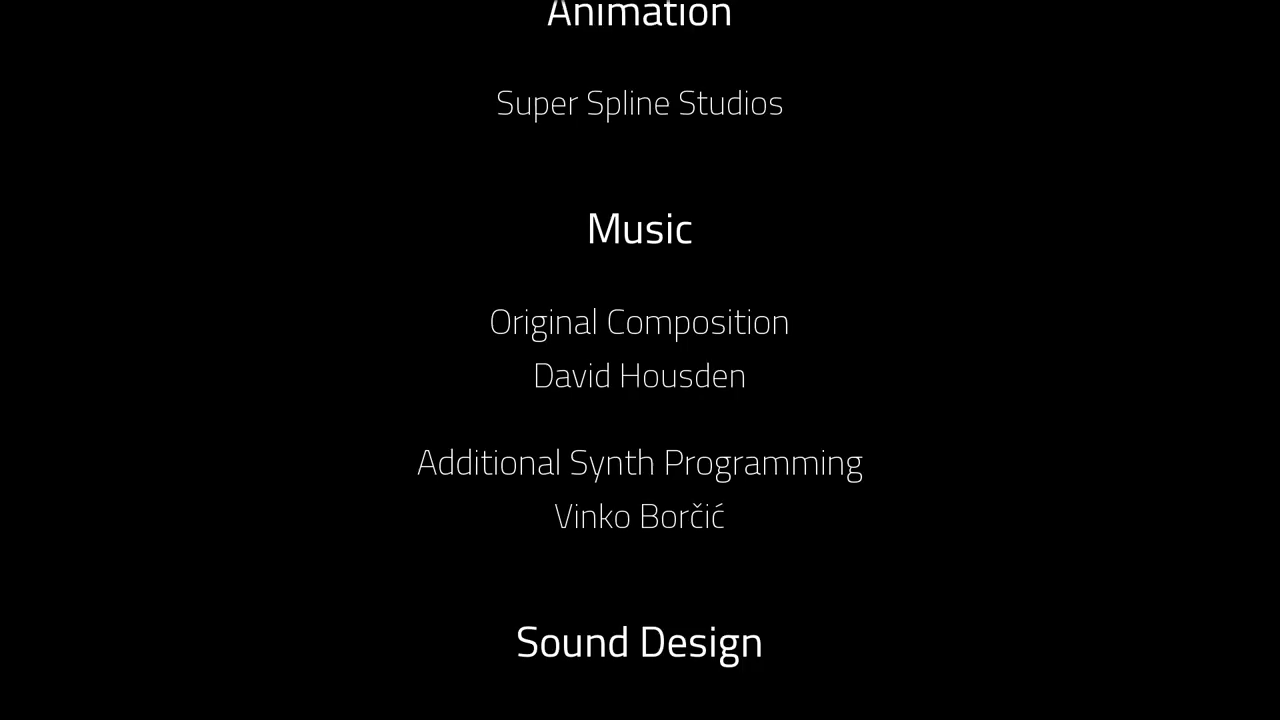 Animation
Super Spline Studios
Music
Original Composition
David Housden
Additional Synth Programming
Vinko Borčić
Sound Design